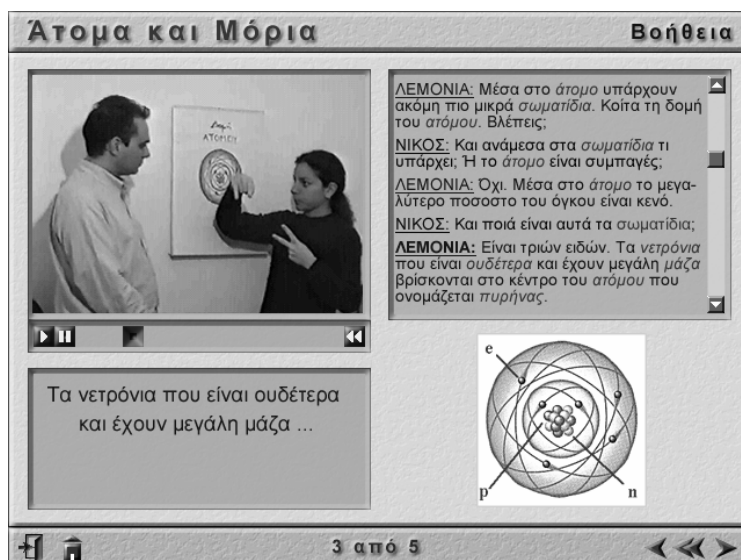 Άτομα και Μόρια
Βοήθεια
Δομή
ΑΤΟΜΟΥ
ΛΕΜΟΝΙΑ: Μέσα στο άτομο υπάρχουν
ακόμη πιο μικρά σωματίδια. Κοίτα τη δομή
του ατόμου. Βλέπεις;
ΝΙΚΟΣ: Και ανάμεσα στα σωματίδια τι
υπάρχει; Ή το άτομο είναι συμπαγές;
ΛΕΜΟΝΙΑ: Όχι. Μέσα στο άτομο το μεγα-
λύτερο ποσοστο του όγκου είναι κενό.
ΝΙΚΟΣ: Και ποιά είναι αυτά τα σωματίδια;
ΛΕΜΟΝΙΑ: Είναι τριών ειδών. Τα νετρόνια
που είναι ουδέτερα και έχουν μεγάλη μάζα
βρίσκονται στο κέντρο του ατόμου που
ονομάζεται πυρήνας.
Τα νετρόνια που είναι ουδέτερα
και έχουν μεγάλη μάζα ...
e
p
n
3 από 5